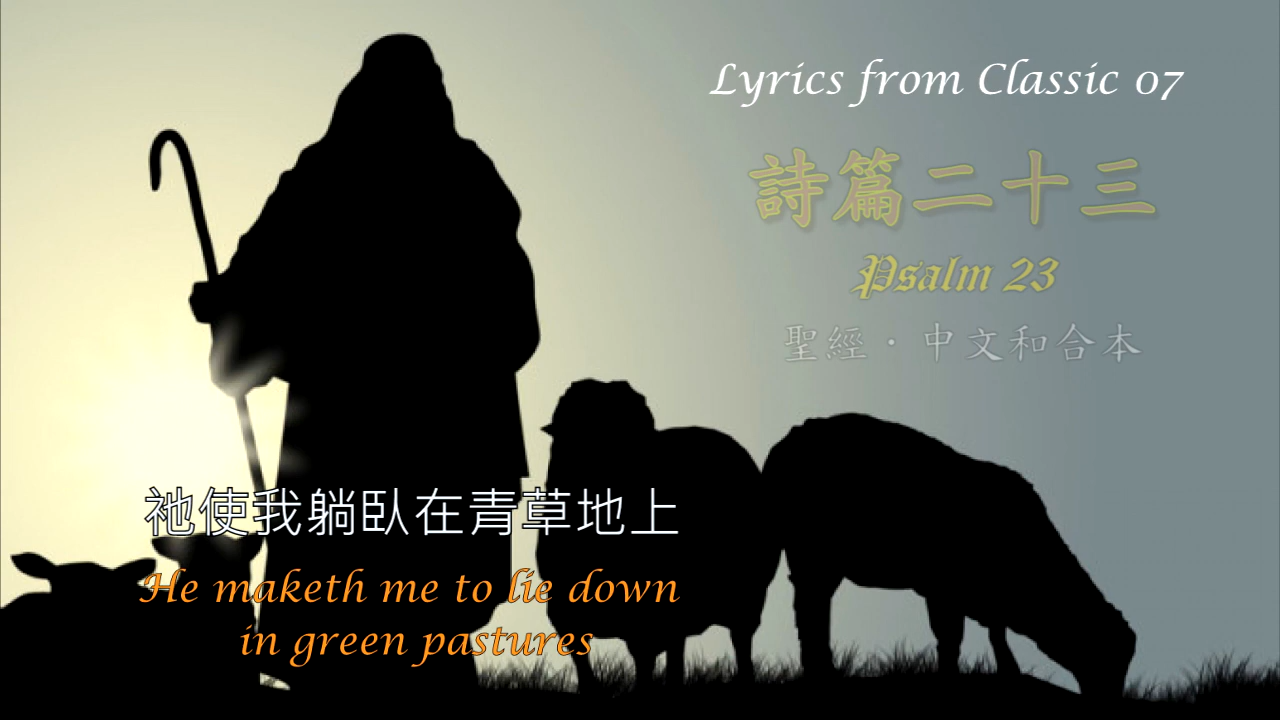 Lyrics from Classic 07
詩篇二十三
Psalm 23
聖經・中文和合本
祂使我躺臥在青草地上
He maketh me to lie down
in green pastures